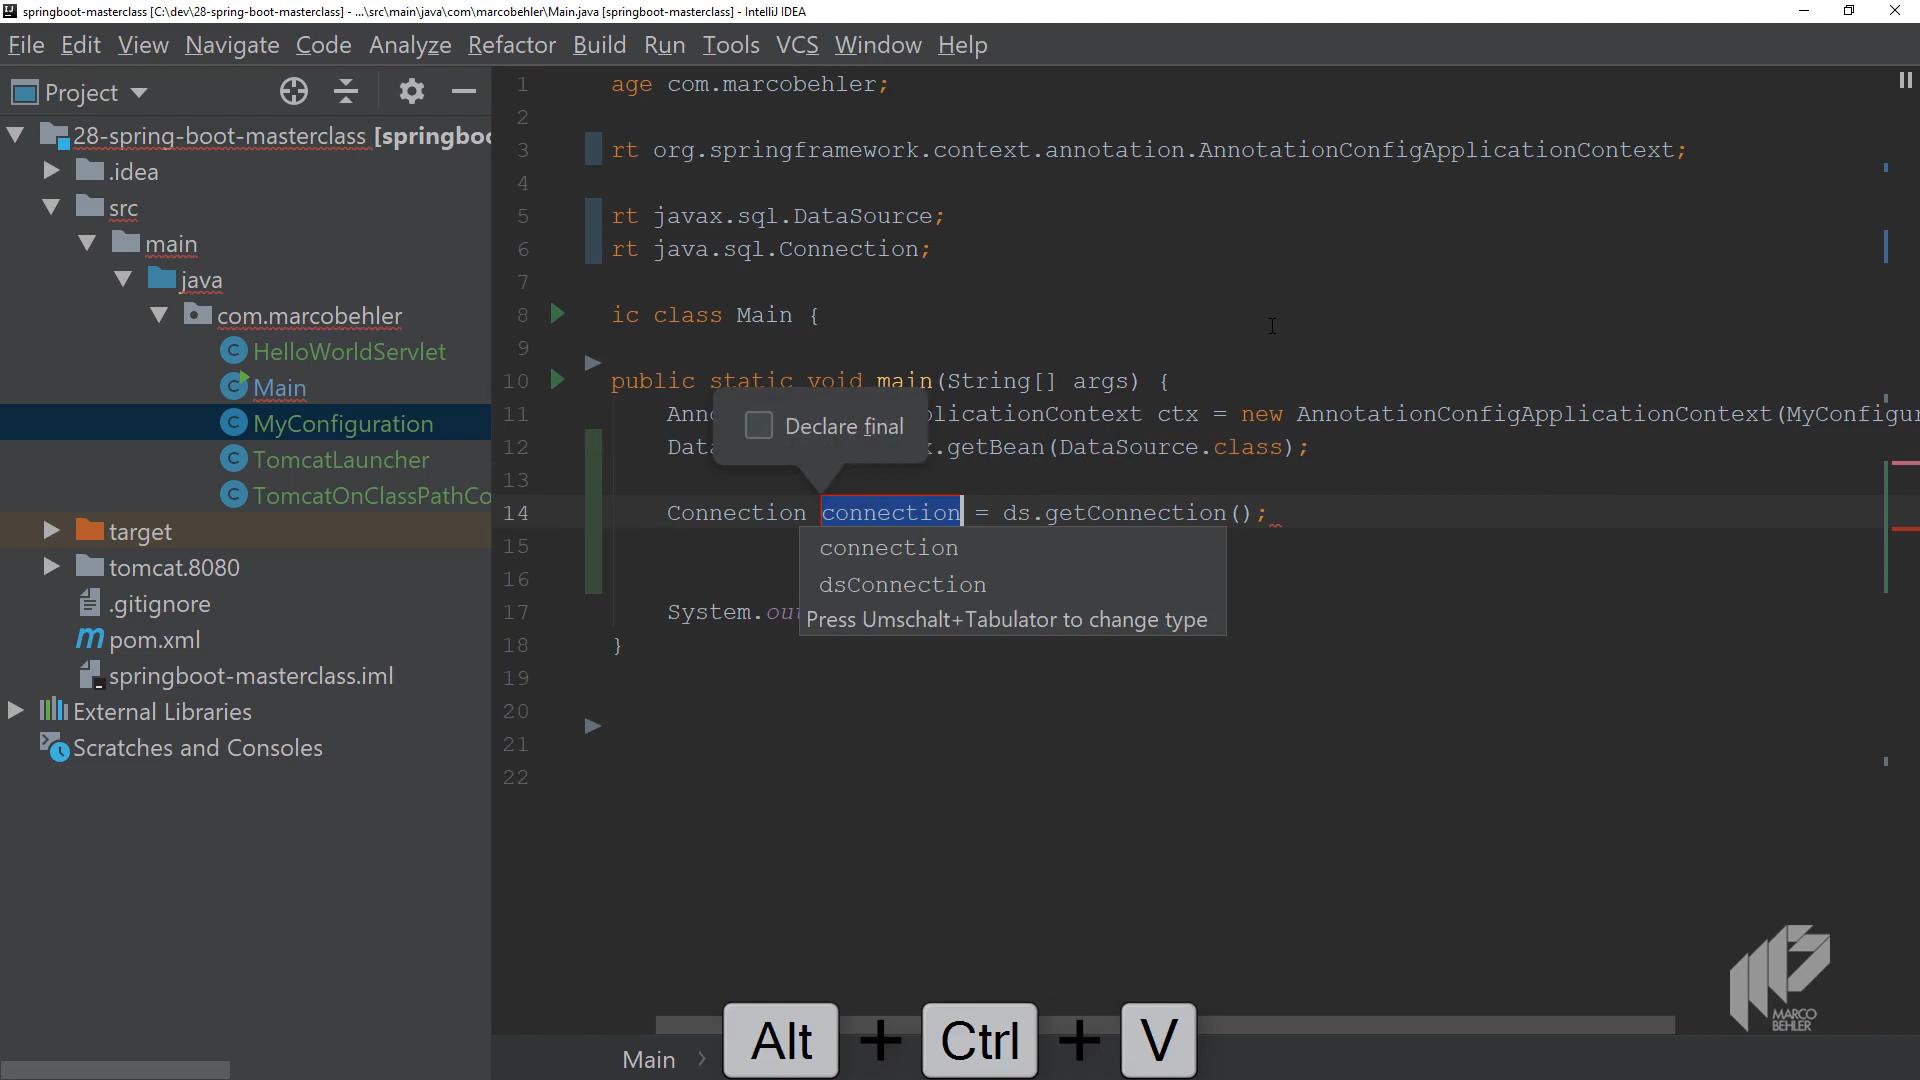 springboot-masterclass [C:\dev\28-spring-boot-masterclass] - ...\src\main\java\com\marcobehler\Main.java [springboot-masterclass] - IntelliJ IDEA
File Edit View Navigate Code Analyze Refactor Build Run Tools VCS Window Help
Project
28-spring-boot-masterclass [springboo
.idea
src
main
java
com.marcobehler
HelloWorldServlet
Main
MyConfiguration
TomcatLauncher
TomcatOnClassPathCo
target
tomcat.8080
.gitignore
pom.xml
springboot-masterclass.iml
External Libraries
Scratches and Consoles
1 age com.marcobehler;
2
3 rt org.springframework.context.annotation.AnnotationConfigApplicationContext;
4
5 rt javax.sql.DataSource;
6 rt java.sql.Connection;
7
8 ic class Main {
9
10 public static void main(String[] args) {
11 Ann plicationContext ctx = new AnnotationConfigApplicationContext(MyConfigur
12 Data x.getBean(DataSource.class);
13
14 Connection connection = ds.getConnection();
15
16
17 System.ou
18 }
19
20
21
22
Declare final
connection
dsConnection
Press Umschalt+Tabulator to change type
MARCO
BEHLER
Main
Alt + Ctrl + V